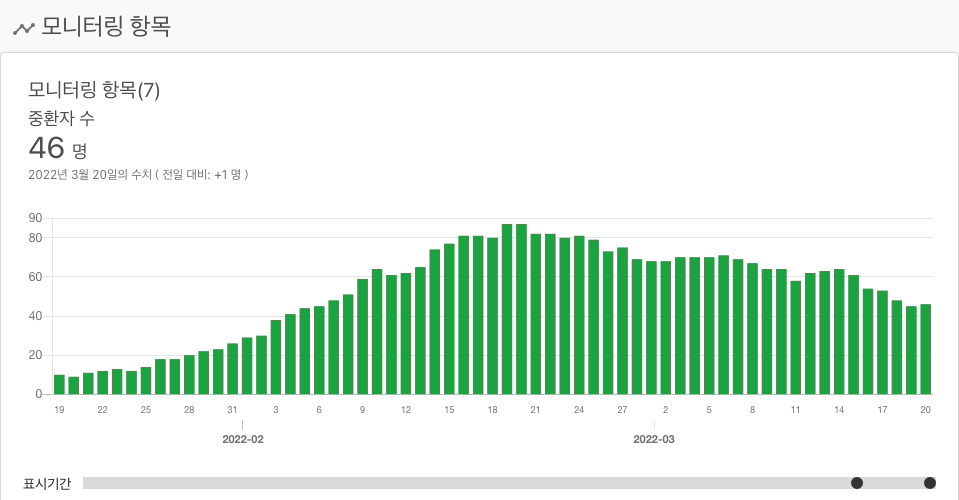 모니터링 항목
모니터링 항목(7)
중환자 수
46 명
2022년 3월 20일의 수치 ( 전일 대비: +1 명 )
90
80
60
40
20
0
19 22 25 28 31 3 6 9 12 15 18 21 24 27 2 5 8 11 14 17 20
2022-02 2022-03
표시기간